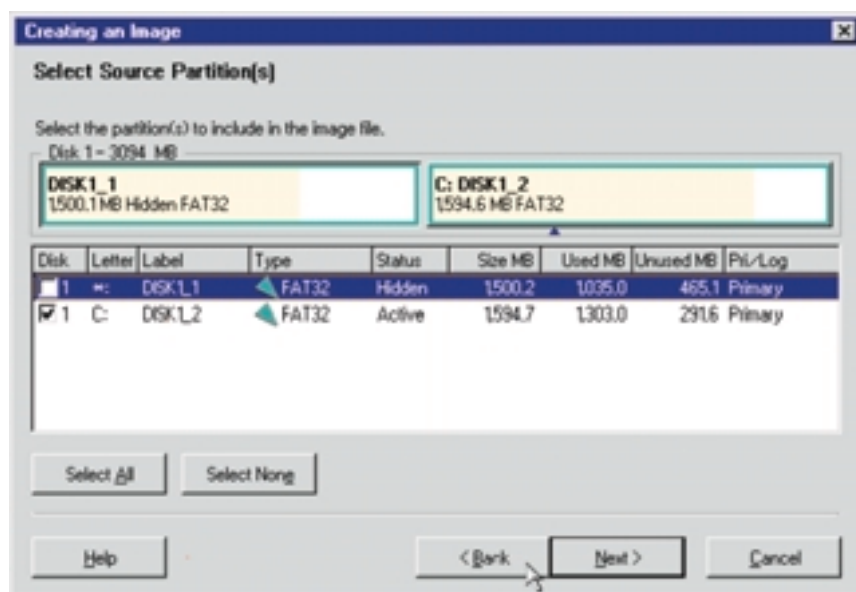 Creating an Image
Select Source Partition(s)
Select the partition(s) to include in the image file.
Disk 1 - 3094 MB
DISK1_1
1,500.1 MB Hidden FAT32
C: DISK1_2
1,594.6 MB FAT32
Disk Letter Label Type Status Size MB Used MB Unused MB Pri/Log
1 *: DISK1_1 FAT32 Hidden 1,500.2 1,035.0 465.1 Primary
1 C: DISK1_2 FAT32 Active 1,594.7 1,303.0 291.6 Primary
Select All Select None
Help < Back Next > Cancel